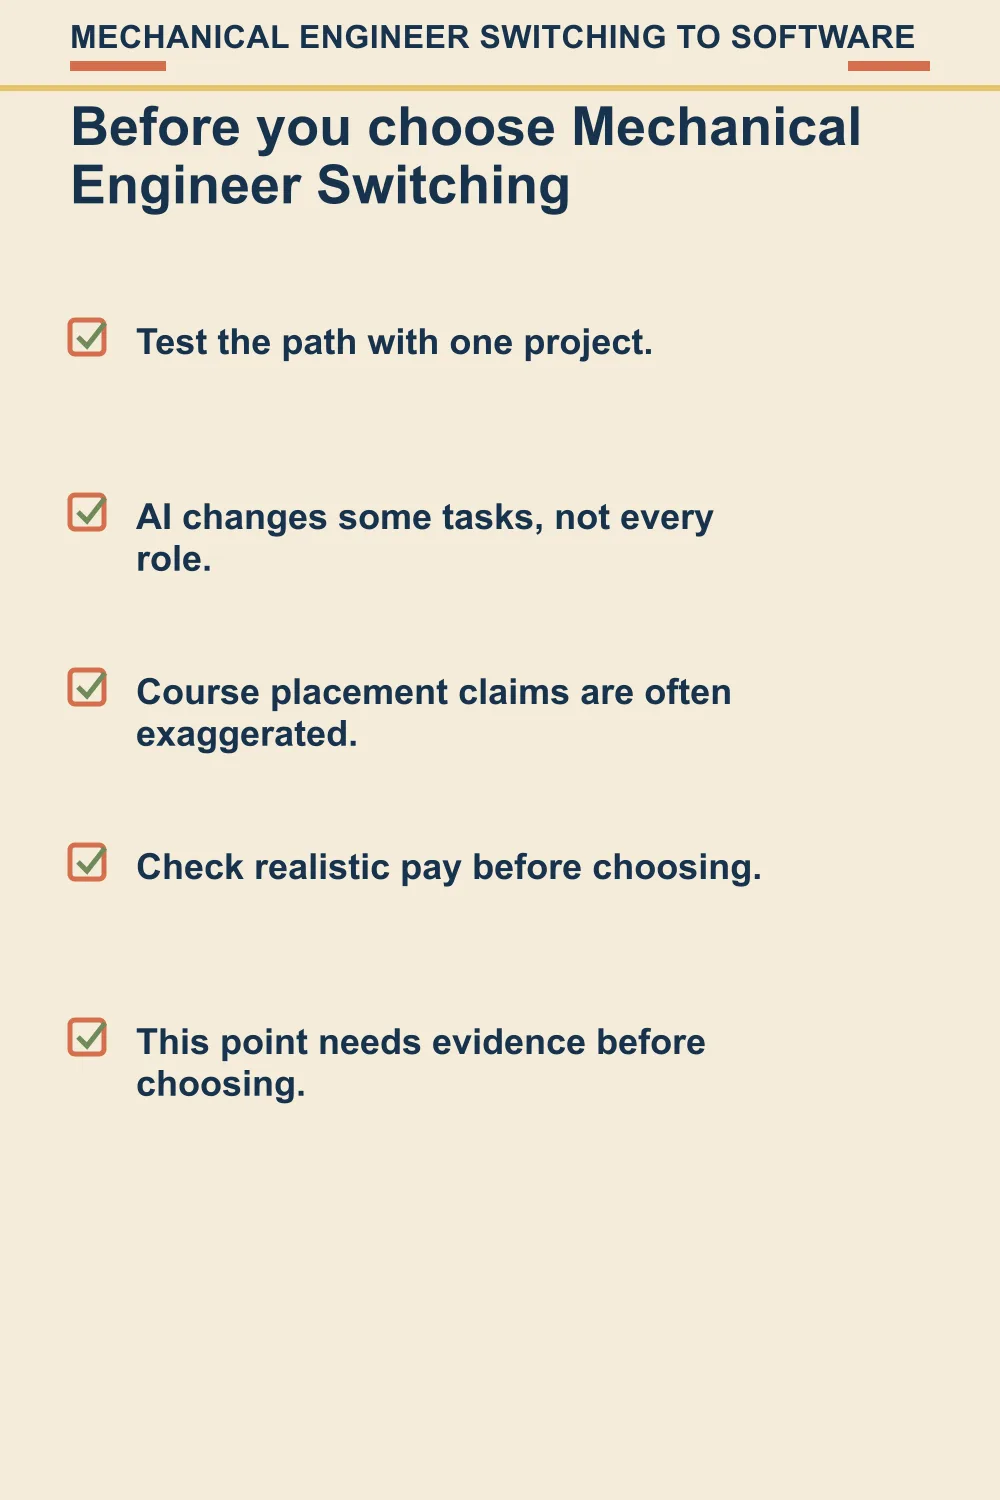 MECHANICAL ENGINEER SWITCHING TO SOFTWARE
Before you choose Mechanical
Engineer Switching
Test the path with one project.
AI changes some tasks, not every
role.
Course placement claims are often
exaggerated.
Check realistic pay before choosing.
This point needs evidence before
choosing.